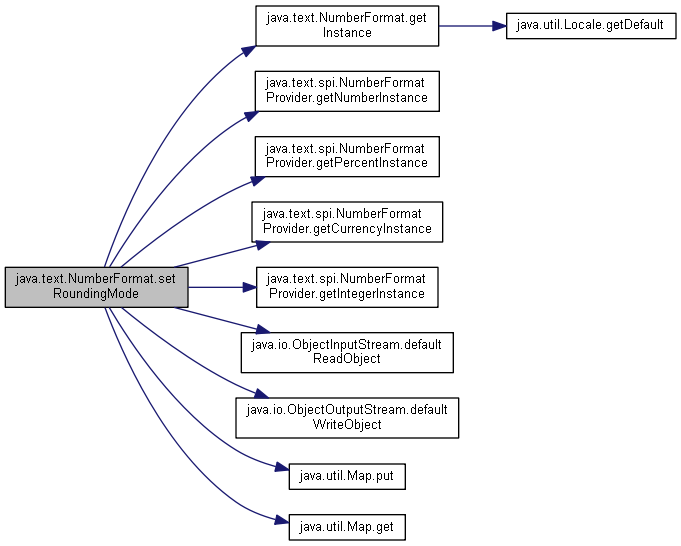 java.text.NumberFormat.get
Instance
java.util.Locale.getDefault
java.text.spi.NumberFormat
Provider.getNumberInstance
java.text.spi.NumberFormat
Provider.getPercentInstance
java.text.spi.NumberFormat
Provider.getCurrencyInstance
java.text.NumberFormat.set
RoundingMode
java.text.spi.NumberFormat
Provider.getIntegerInstance
java.io.ObjectInputStream.default
ReadObject
java.io.ObjectOutputStream.default
WriteObject
java.util.Map.put
java.util.Map.get